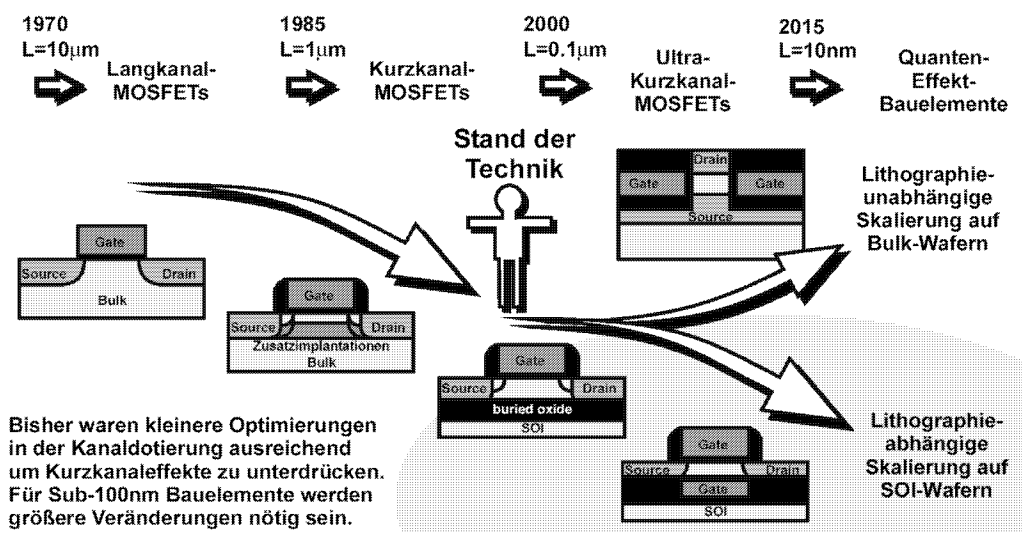 1970
L=10µm
Langkanal-
MOSFETs
1985
L=1µm
Kurzkanal-
MOSFETs
2000
L=0.1µm
Ultra-
Kurzkanal-
MOSFETs
2015
L=10nm
Quanten-
Effekt-
Bauelemente
Stand der
Technik
Gate
Source
Drain
Bulk
Gate
Source
Drain
Zusatzimplantationen
Bulk
Drain
Gate
Gate
Source
Lithographie-
unabhängige
Skalierung auf
Bulk-Wafern
Gate
Source
Drain
buried oxide
SOI
Gate
Source
Drain
Gate
SOI
Lithographie-
abhängige
Skalierung auf
SOI-Wafern
Bisher waren kleinere Optimierungen
in der Kanaldotierung ausreichend
um Kurzkanaleffekte zu unterdrücken.
Für Sub-100nm Bauelemente werden
größere Veränderungen nötig sein.